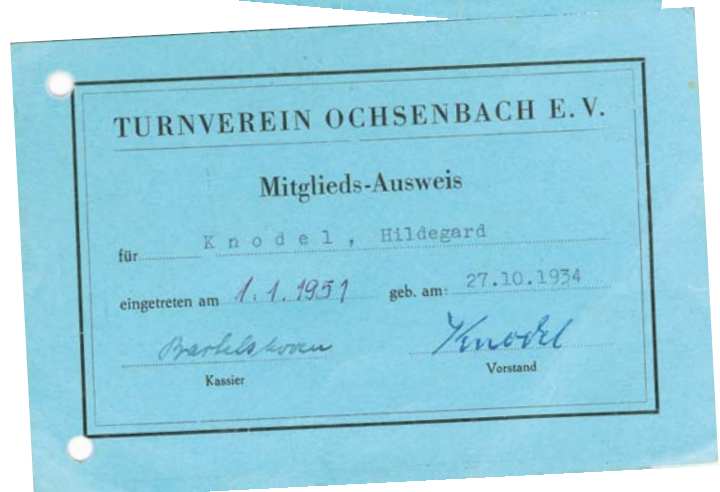 TURNVEREIN OCHSENBACH E. V.
Mitglieds-Ausweis
für Knodel, Hildegard
eingetreten am 1.1.1951 geb. am: 27.10.1934
Knodel
Kassier Vorstand